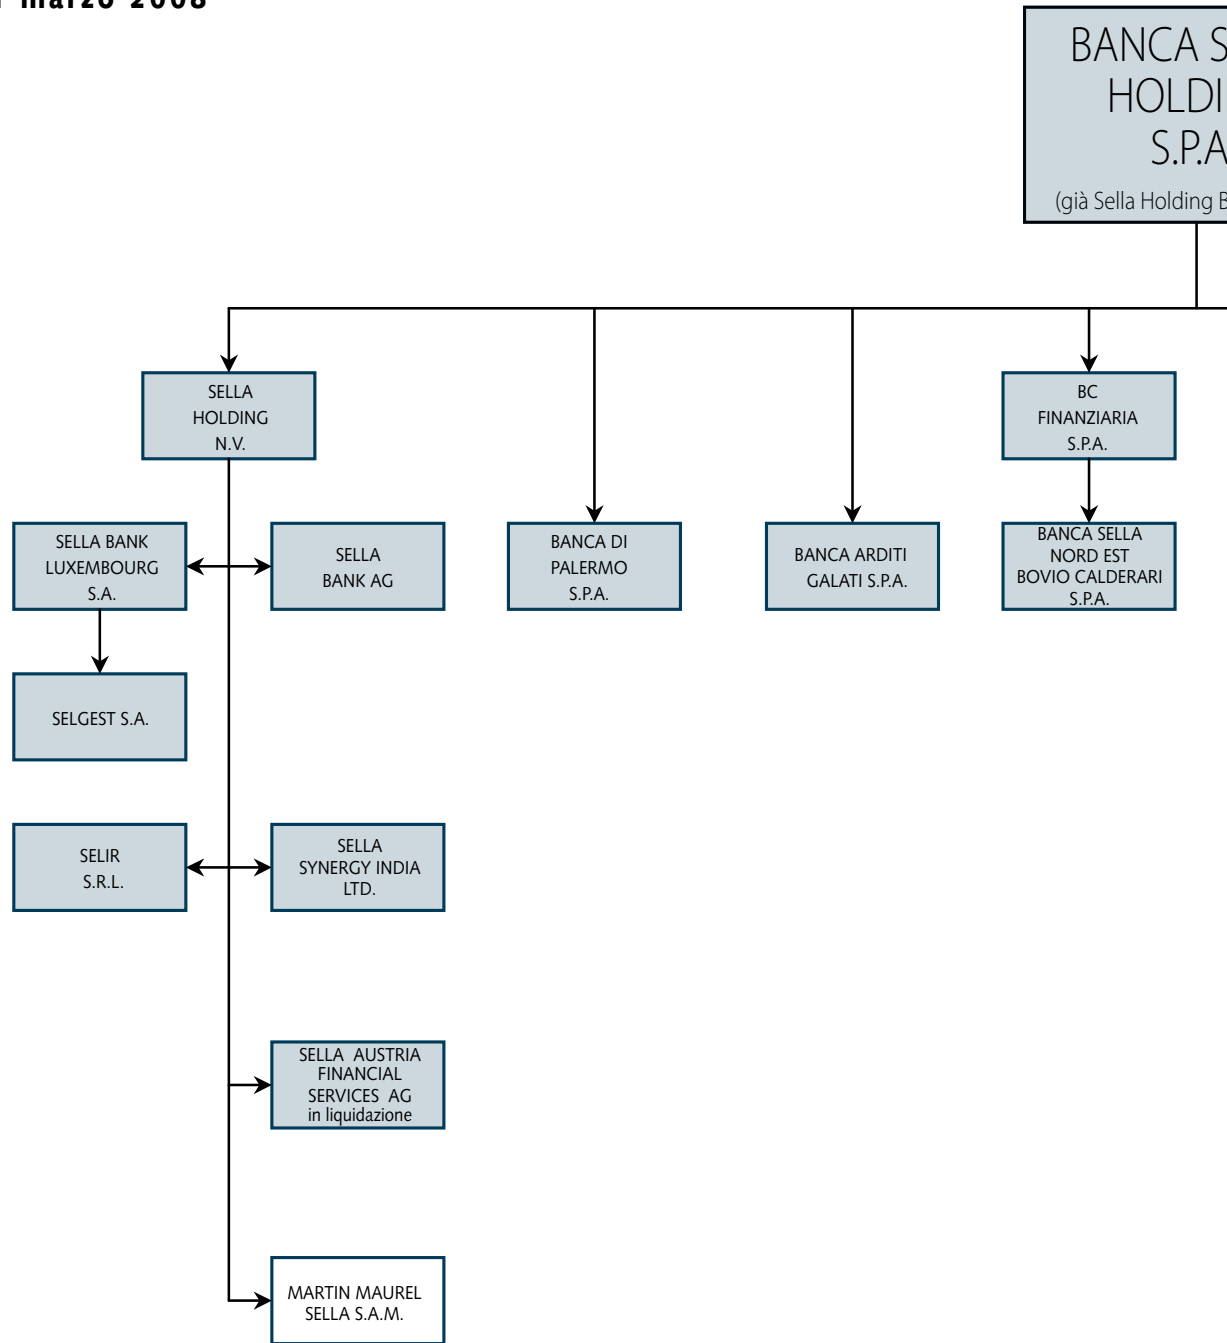 marzo 2008
BANCA S
HOLDI
S.P.A
(già Sella Holding B
SELLA
HOLDING
N.V.
BC
FINANZIARIA
S.P.A.
SELLA BANK
LUXEMBOURG
S.A.
SELLA
BANK AG
BANCA DI
PALERMO
S.P.A.
BANCA ARDITI
GALATI S.P.A.
BANCA SELLA
NORD EST
BOVIO CALDERARI
S.P.A.
SELGEST S.A.
SELIR
S.R.L.
SELLA
SYNERGY INDIA
LTD.
SELLA AUSTRIA
FINANCIAL
SERVICES AG
in liquidazione
MARTIN MAUREL
SELLA S.A.M.